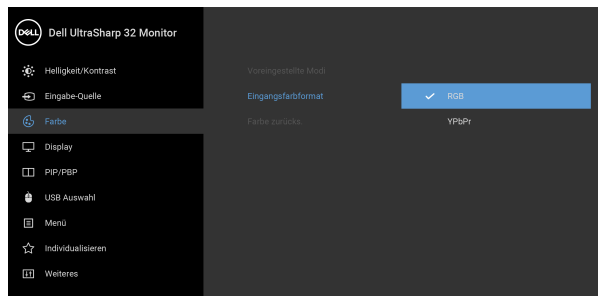 DELL
Dell UltraSharp 32 Monitor
Helligkeit/Kontrast
Eingabe-Quelle
Farbe
Display
PIP/PBP
USB Auswahl
Menü
Individualisieren
Weiteres
Voreingestellte Modi
Eingangsfarbformat
Farbe zurücks.
RGB
YPbPr